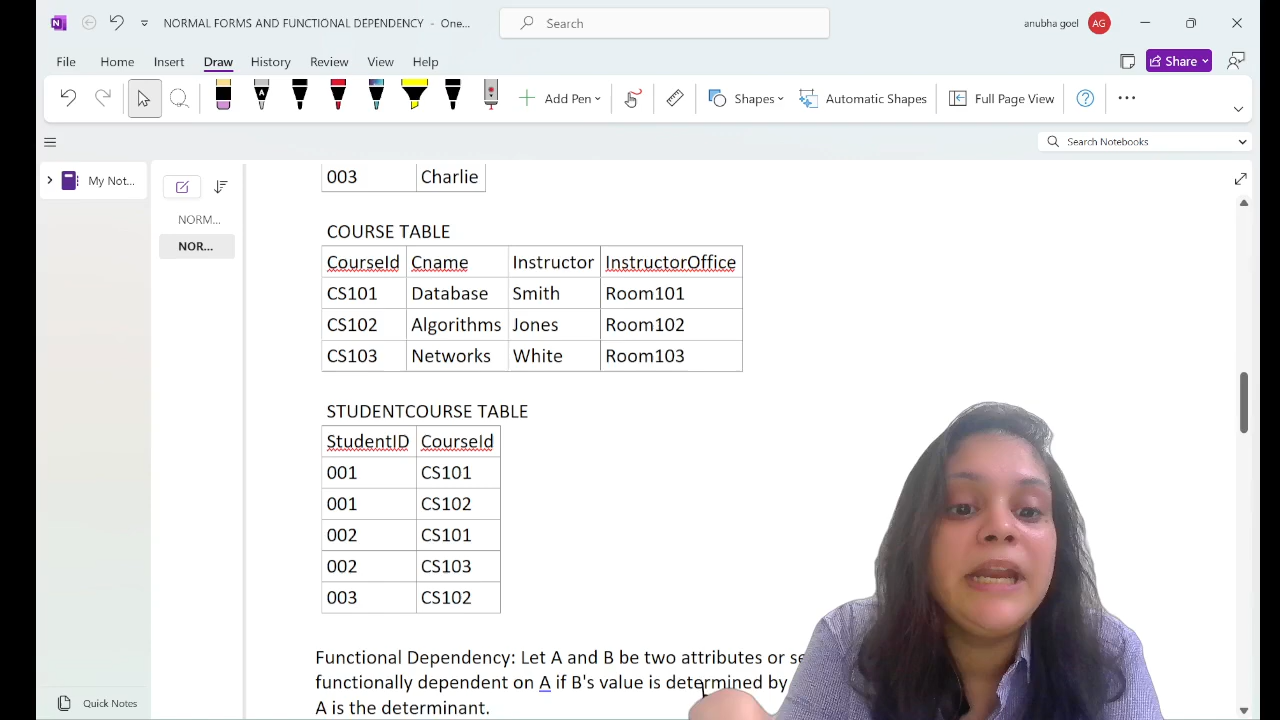 NORMAL FORMS AND FUNCTIONAL DEPENDENCY - One...
Search
anubha goel
AG
File Home Insert Draw History Review View Help
Share
Add Pen
Shapes
Automatic Shapes
Full Page View
Search Notebooks
My Not...
NORM...
NOR...
003 Charlie
COURSE TABLE
CourseId Cname Instructor InstructorOffice
CS101 Database Smith Room101
CS102 Algorithms Jones Room102
CS103 Networks White Room103
STUDENTCOURSE TABLE
StudentID CourseId
001 CS101
001 CS102
002 CS101
002 CS103
003 CS102
Functional Dependency: Let A and B be two attributes or
functionally dependent on A if B's value is determined by
A is the determinant.
Quick Notes